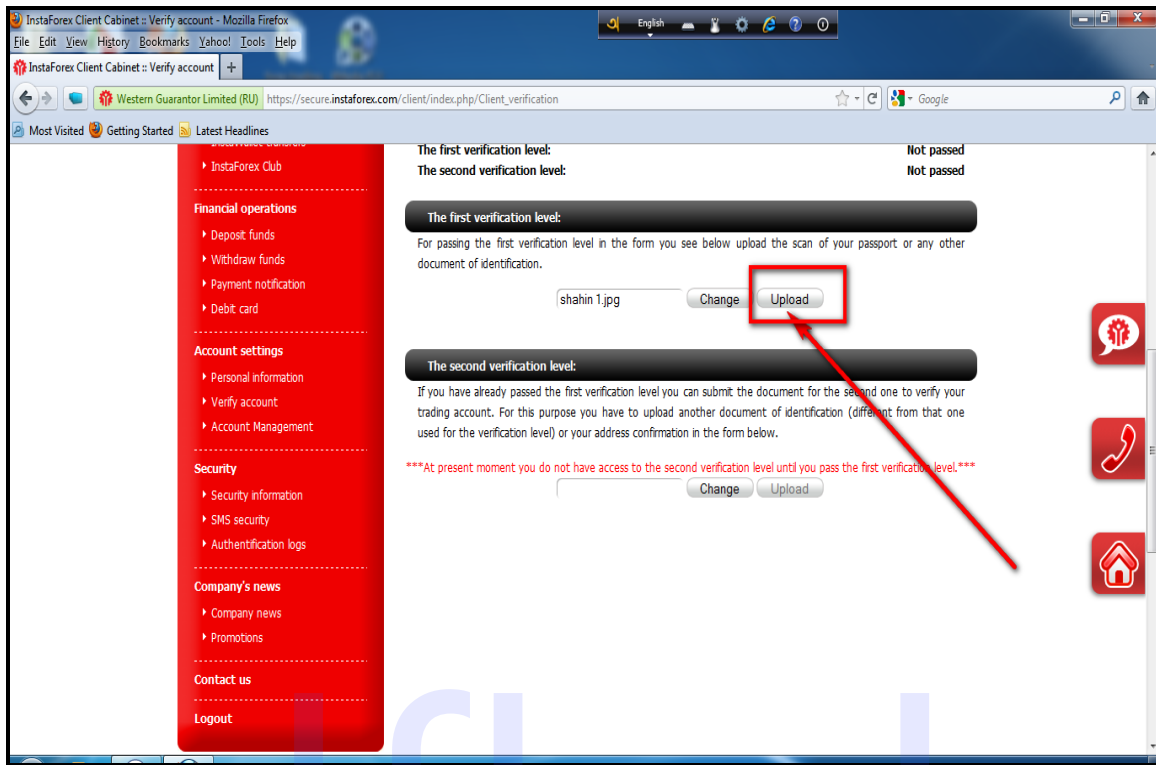 InstaForex Client Cabinet :: Verify account - Mozilla Firefox
English
File Edit View History Bookmarks Yahoo! Tools Help
InstaForex Client Cabinet :: Verify account
Western Guarantor Limited (RU) https://secure.instaforex.com/client/index.php/Client_verification
Google
Most Visited Getting Started Latest Headlines
InstaForex Club
Financial operations
Deposit funds
Withdraw funds
Payment notification
Debit card
Account settings
Personal information
Verify account
Account Management
Security
Security information
SMS security
Authentification logs
Company's news
Company news
Promotions
Contact us
Logout
The first verification level: Not passed
The second verification level: Not passed
The first verification level:
For passing the first verification level in the form you see below upload the scan of your passport or any other
document of identification.
shahin 1.jpg Change Upload
The second verification level:
If you have already passed the first verification level you can submit the document for the second one to verify your
trading account. For this purpose you have to upload another document of identification (different from that one
used for the verification level) or your address confirmation in the form below.
***At present moment you do not have access to the second verification level until you pass the first verification level.***
Change Upload